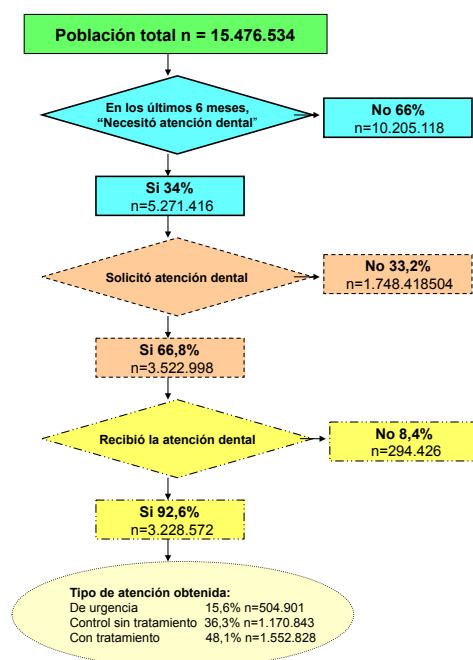 Población total n = 15.476.534
En los últimos 6 meses,
“Necesitó atención dental”
No 66%
n=10.205.118
Si 34%
n=5.271.416
Solicitó atención dental
No 33,2%
n=1.748.418504
Si 66,8%
n=3.522.998
Recibió la atención dental
No 8,4%
n=294.426
Si 92,6%
n=3.228.572
Tipo de atención obtenida:
De urgencia 15,6% n=504.901
Control sin tratamiento 36,3% n=1.170.843
Con tratamiento 48,1% n=1.552.828